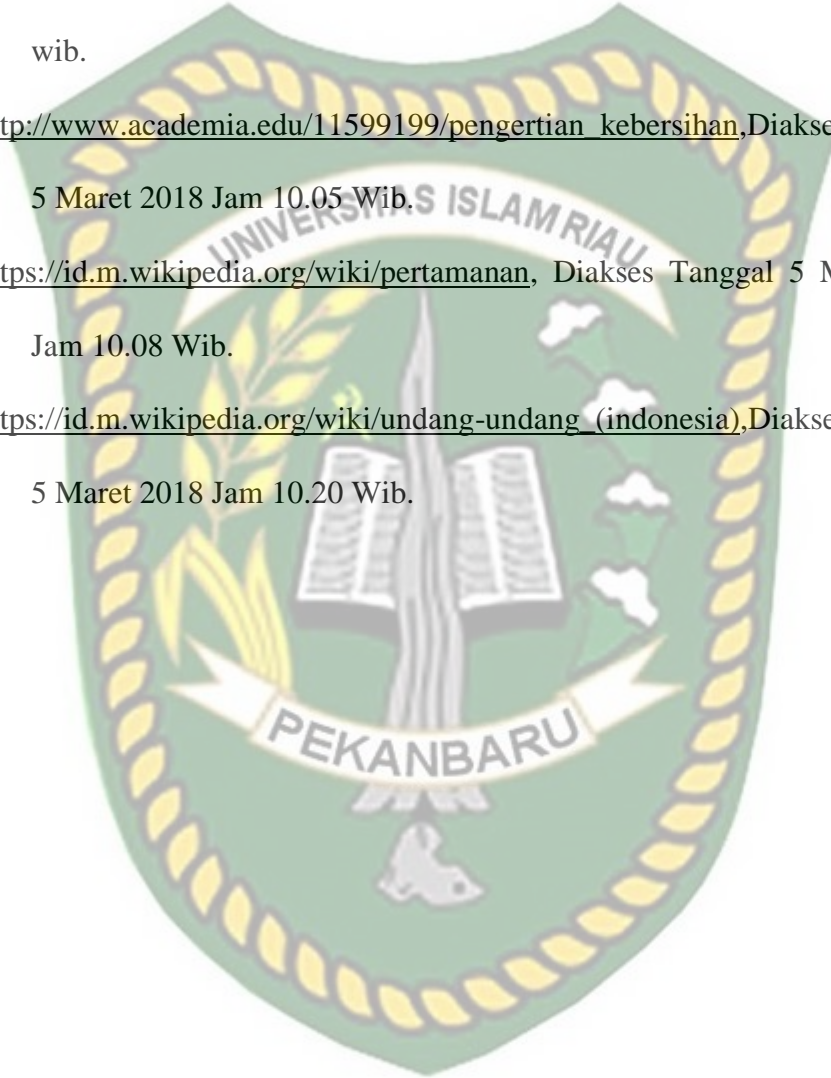 wib.
tp://www.academia.edu/11599199/pengertian_kebersihan,Diakse
5 Maret 2018 Jam 10.05 Wib.
UNIVERSITAS ISLAM RIAU
tps://id.m.wikipedia.org/wiki/pertamanan, Diakses Tanggal 5 M
Jam 10.08 Wib.
tps://id.m.wikipedia.org/wiki/undang-undang_(indonesia),Diakse
5 Maret 2018 Jam 10.20 Wib.
PEKANBARU